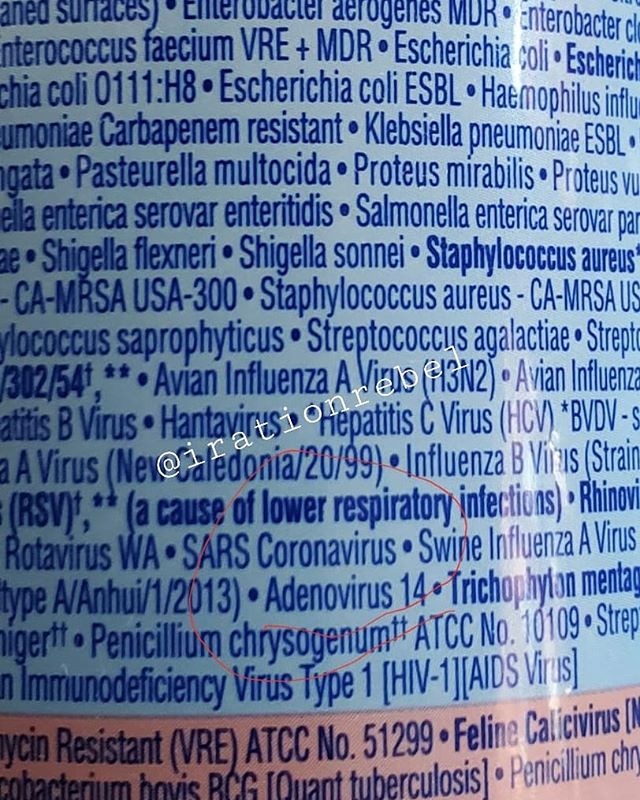 aned surfaces) • Enterobacter aerogenes MDR • Enterobacter clo
nterococcus faecium VRE + MDR • Escherichia coli • Escherich
chia coli O111:H8 • Escherichia coli ESBL • Haemophilus influ
umoniae Carbapenem resistant • Klebsiella pneumoniae ESBL •
ngata • Pasteurella multocida • Proteus mirabilis • Proteus vu
ella enterica serovar enteritidis • Salmonella enterica serovar par
ae • Shigella flexneri • Shigella sonnei • Staphylococcus aureus*
- CA-MRSA USA-300 • Staphylococcus aureus - CA-MRSA US
ylococcus saprophyticus • Streptococcus agalactiae • Strepto
/302/54†,** • Avian Influenza A Virus (H3N2) • Avian Influenza
atitis B Virus • Hantavirus • Hepatitis C Virus (HCV) *BVDV - s
@irationrebel
a A Virus (New Caledonia/20/99) • Influenza B Virus (Strain
(RSV)†,** (a cause of lower respiratory infections) • Rhinov
Rotavirus WA • SARS Coronavirus • Swine Influenza A Virus
type A/Anhui/1/2013) • Adenovirus 14 • Trichophyton mentag
niger†† • Penicillium chrysogenum†† ATCC No. 10109 • Strep
n Immunodeficiency Virus Type 1 [HIV-1][AIDS Virus]
ycin Resistant (VRE) ATCC No. 51299 • Feline Calicivirus [N
cobacterium bovis BCG [Quant tuberculosis] • Penicillium chry